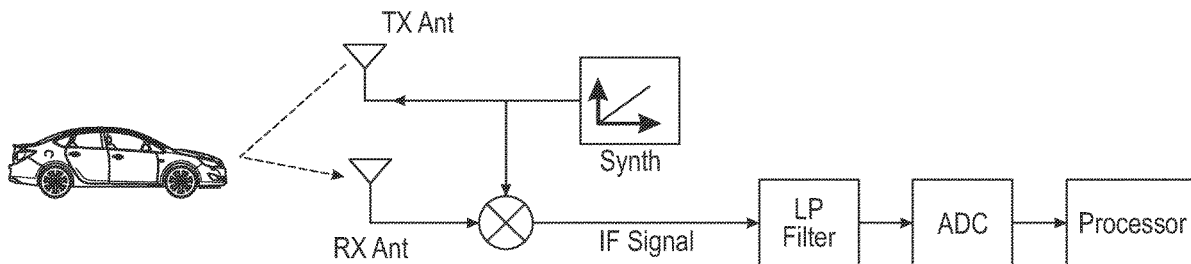 TX Ant
Synth
RX Ant
IF Signal
LP
Filter
ADC
Processor